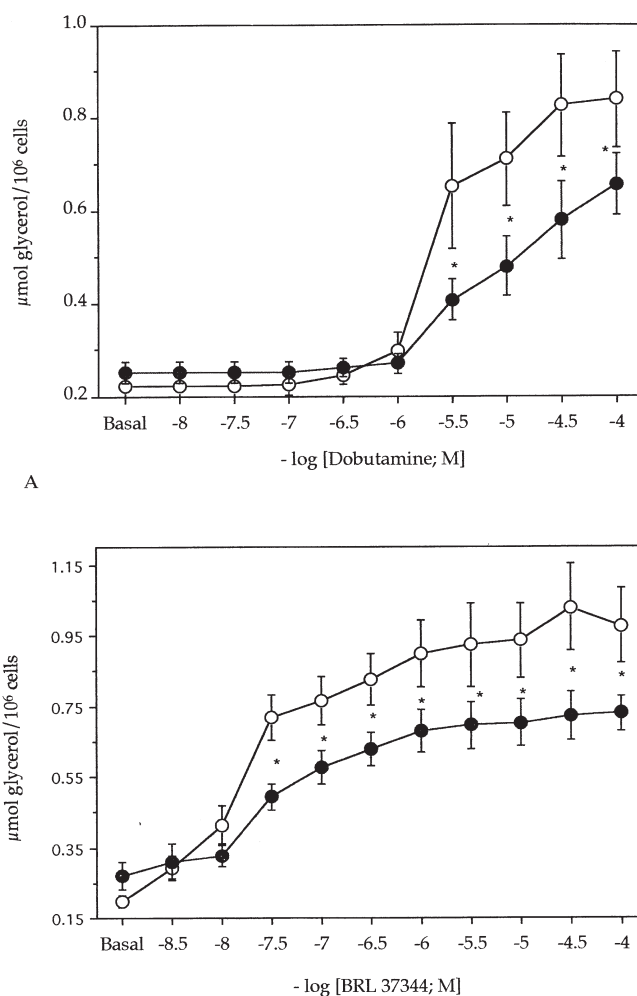 1.0
0.8
0.6
0.4
0.2
µmol glycerol/10⁶ cells
* * * *
Basal -8 -7.5 -7 -6.5 -6 -5.5 -5 -4.5 -4
- log [Dobutamine; M]
A
1.15
0.95
0.75
0.55
0.35
0.15
µmol glycerol/10⁶ cells
* * * * * * * *
Basal -8.5 -8 -7.5 -7 -6.5 -6 -5.5 -5 -4.5 -4
- log [BRL 37344; M]